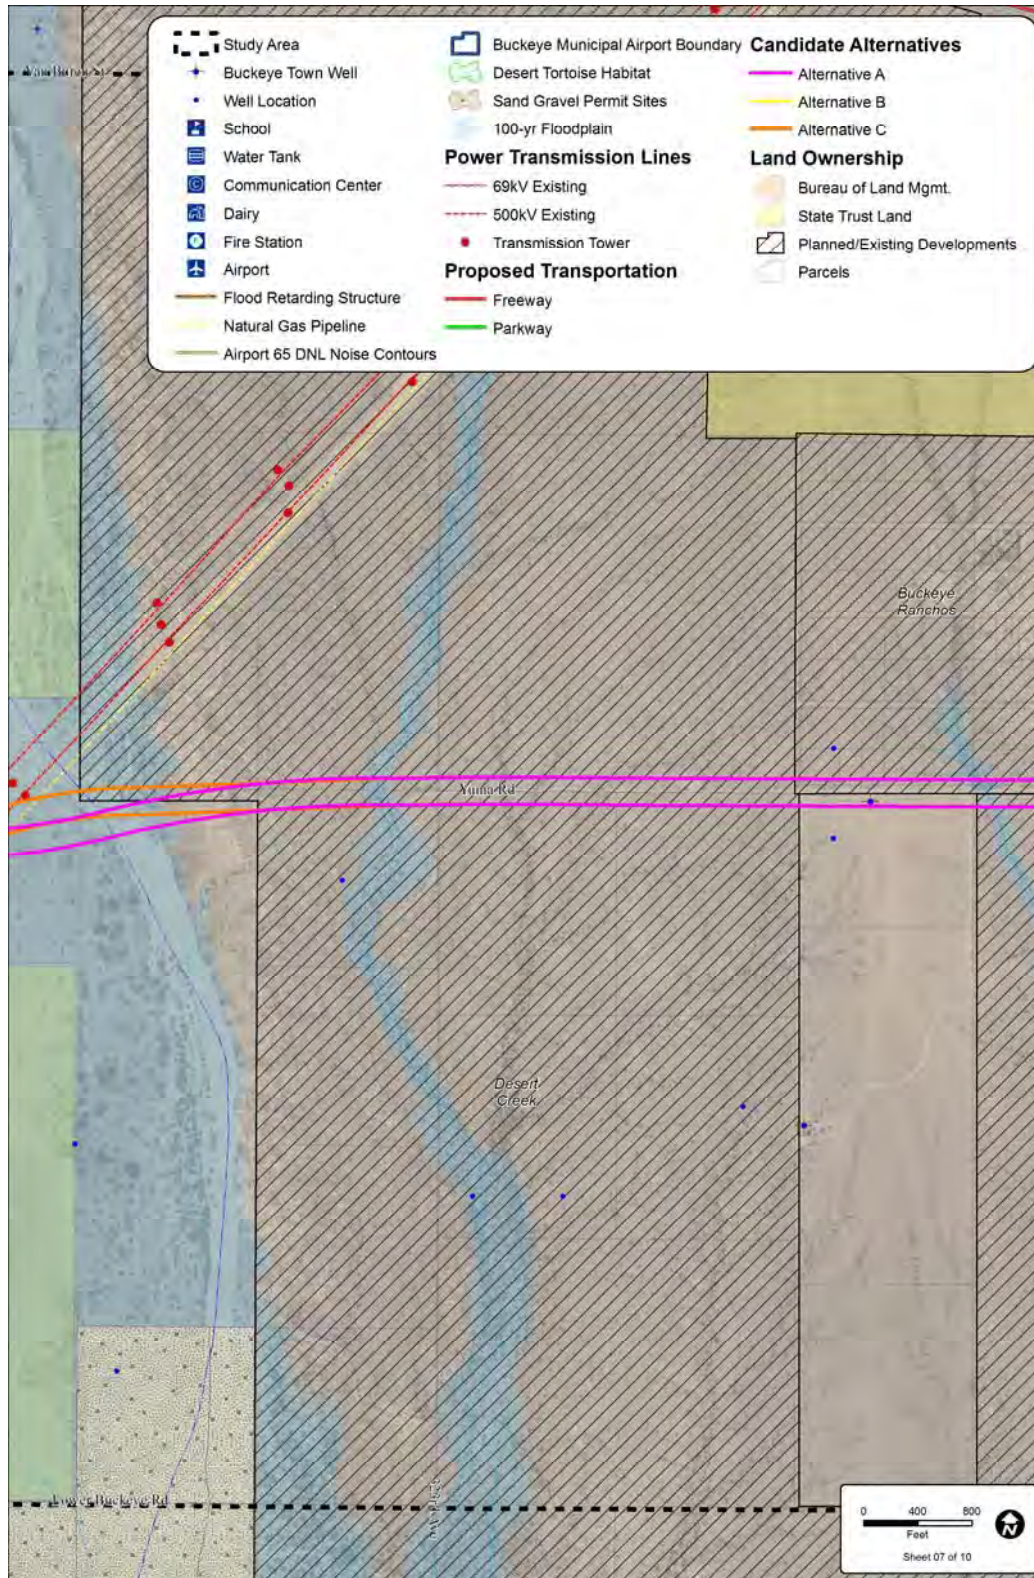 Study Area
Buckeye Town Well
Well Location
School
Water Tank
Communication Center
Dairy
Fire Station
Airport
Flood Retarding Structure
Natural Gas Pipeline
Airport 65 DNL Noise Contours
Buckeye Municipal Airport Boundary
Desert Tortoise Habitat
Sand Gravel Permit Sites
100-yr Floodplain
Power Transmission Lines
69kV Existing
500kV Existing
Transmission Tower
Proposed Transportation
Freeway
Parkway
Candidate Alternatives
Alternative A
Alternative B
Alternative C
Land Ownership
Bureau of Land Mgmt.
State Trust Land
Planned/Existing Developments
Parcels
Van Buren St
Buckeye
Ranchos
Yuma Rd
Desert
Creek
Lower Buckeye Rd
0 400 800
Feet
Sheet 07 of 10